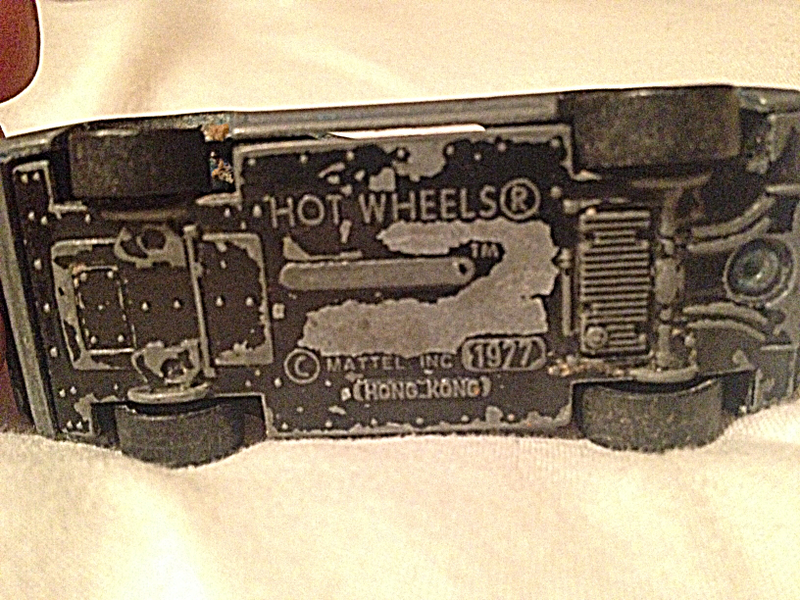 HOT WHEELS®
TM
© MATTEL INC 1977
HONG KONG